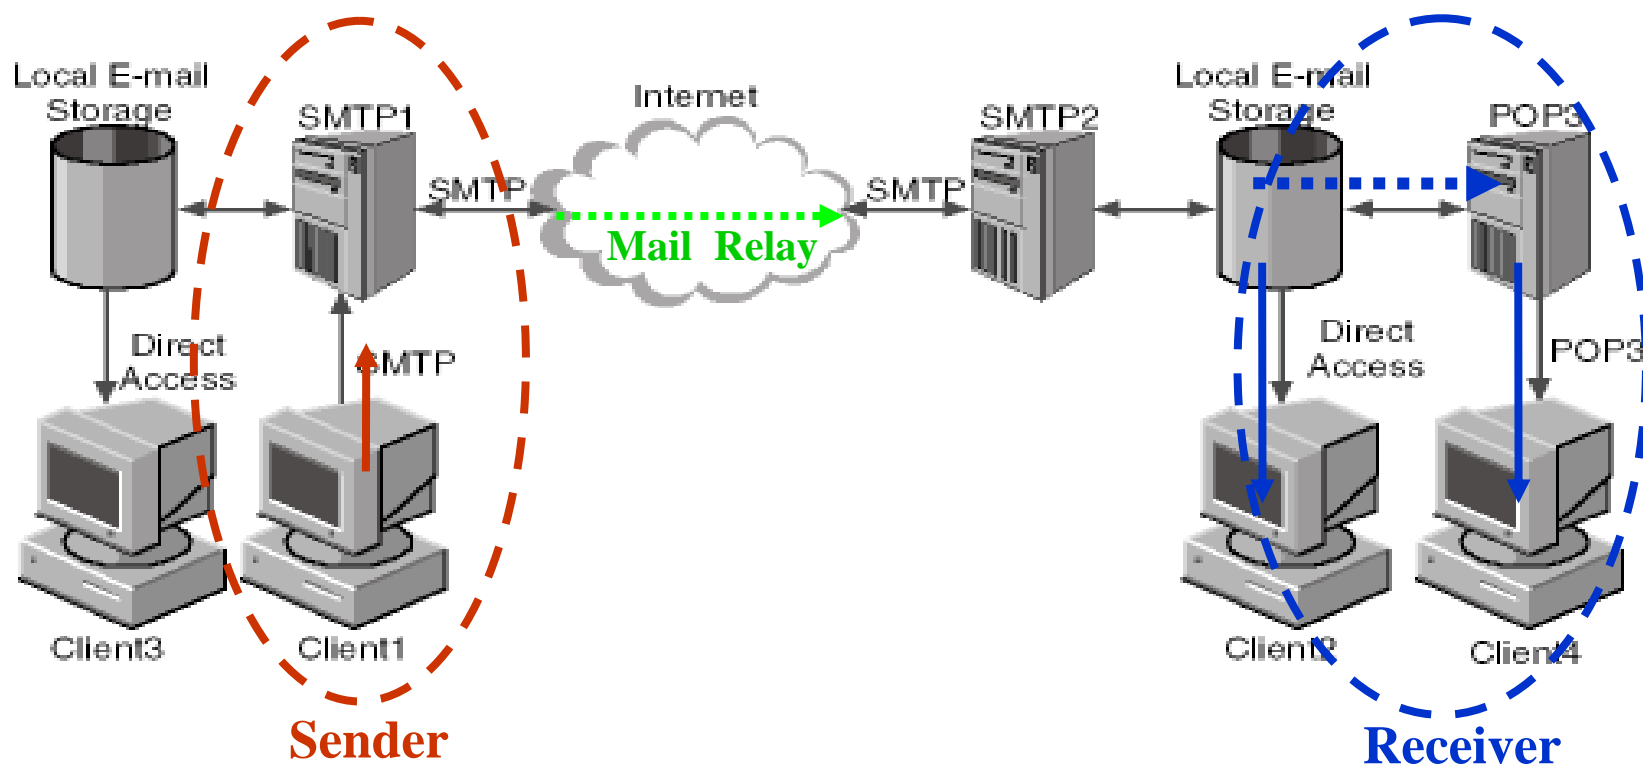 Local E-mail
Storage
SMTP1
Internet
SMTP2
Local E-mail
Storage
POP3
SMTP
SMTP
Mail Relay
Direct
Access
SMTP
Direct
Access
POP3
Client3
Client1
Client2
Client4
Sender
Receiver